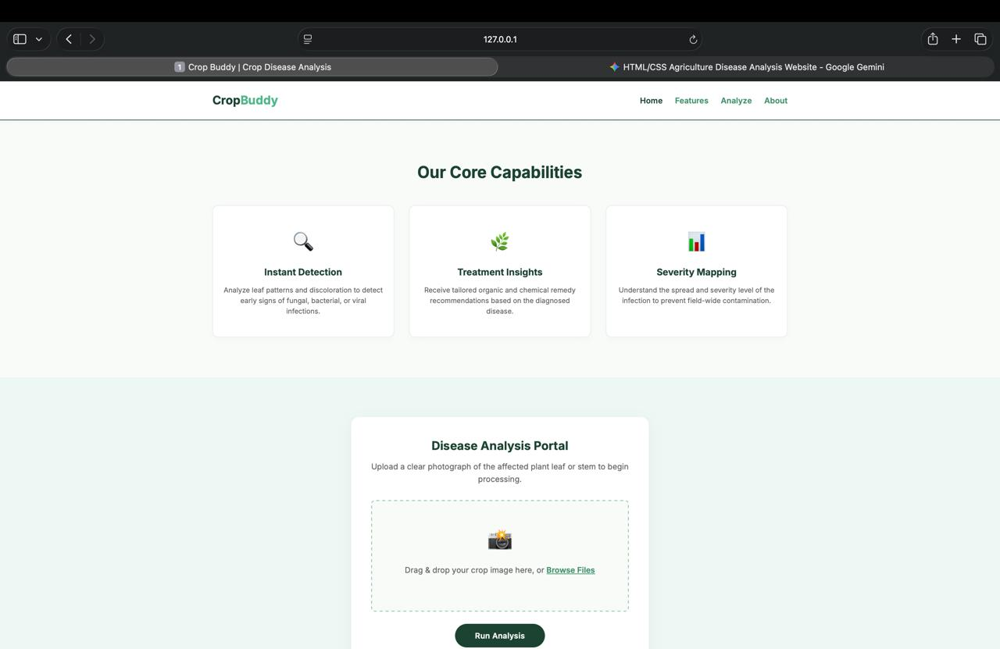 127.0.0.1
1 Crop Buddy | Crop Disease Analysis
HTML/CSS Agriculture Disease Analysis Website - Google Gemini
CropBuddy
Home Features Analyze About
Our Core Capabilities
Instant Detection
Analyze leaf patterns and discoloration to detect
early signs of fungal, bacterial, or viral
infections.
Treatment Insights
Receive tailored organic and chemical remedy
recommendations based on the diagnosed
disease.
Severity Mapping
Understand the spread and severity level of the
infection to prevent field-wide contamination.
Disease Analysis Portal
Upload a clear photograph of the affected plant leaf or stem to begin
processing.
Drag & drop your crop image here, or Browse Files
Run Analysis